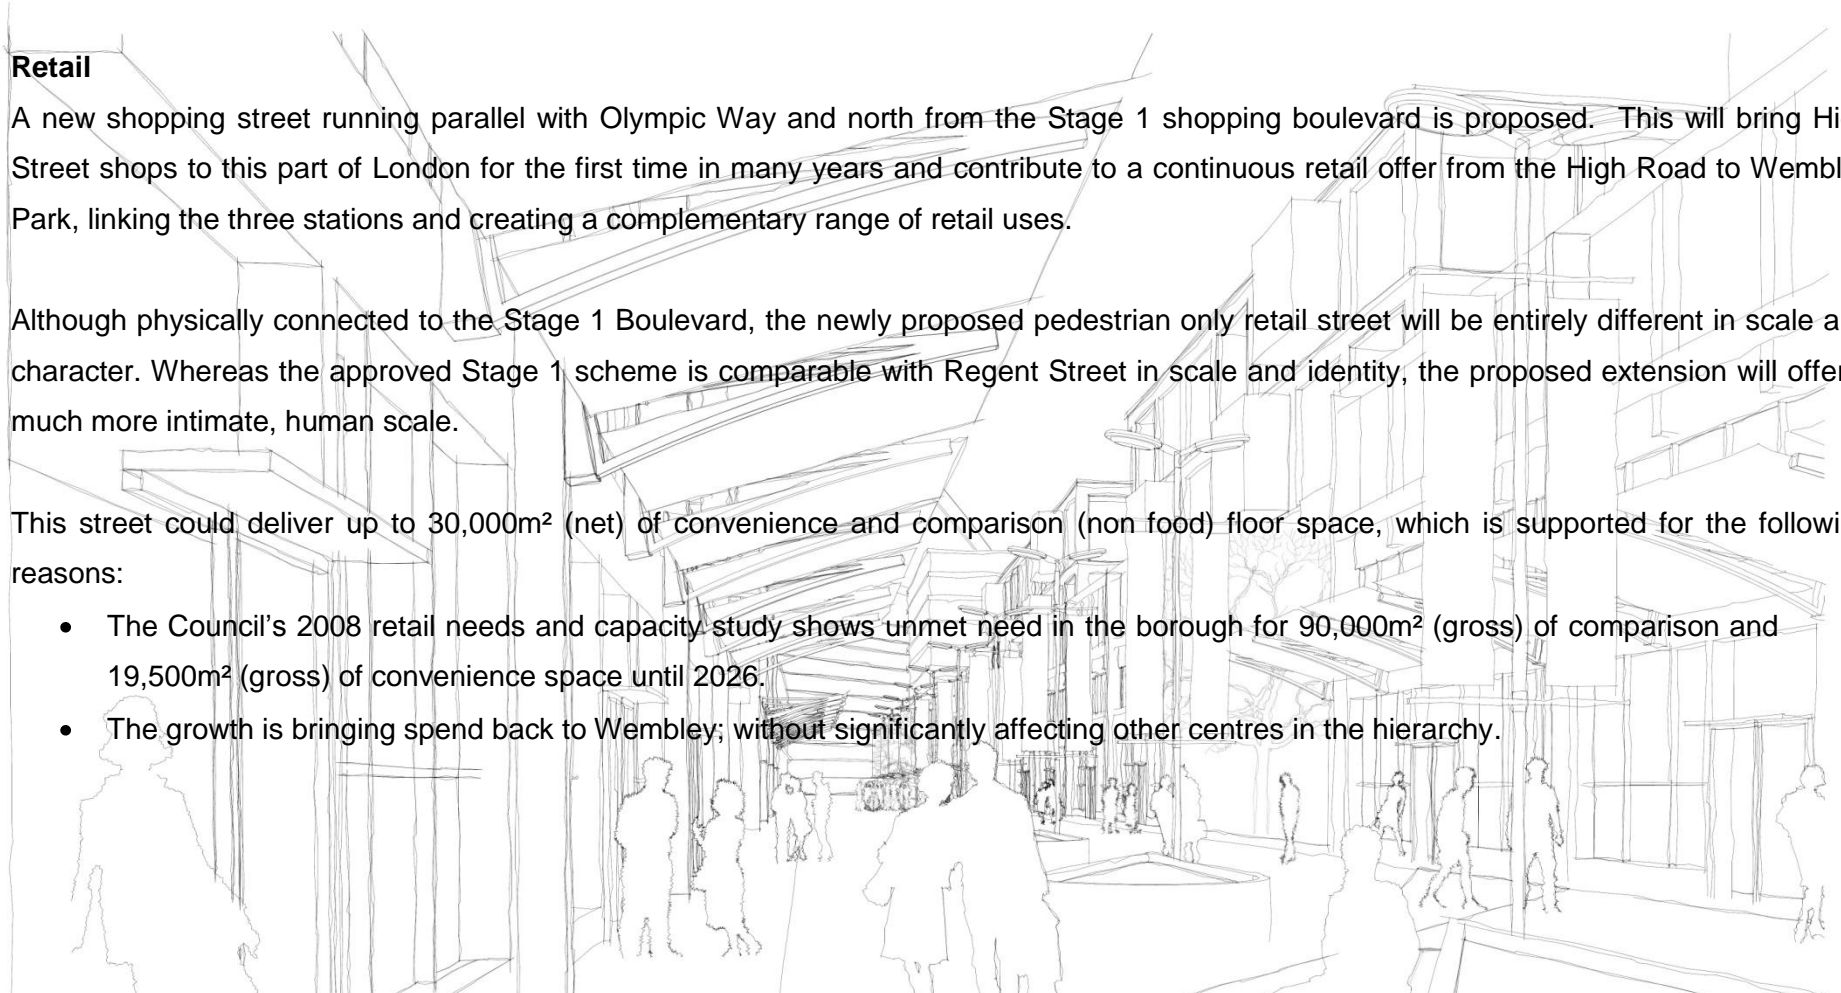 Retail
A new shopping street running parallel with Olympic Way and north from the Stage 1 shopping boulevard is proposed. This will bring Hi
Street shops to this part of London for the first time in many years and contribute to a continuous retail offer from the High Road to Wembl
Park, linking the three stations and creating a complementary range of retail uses.
Although physically connected to the Stage 1 Boulevard, the newly proposed pedestrian only retail street will be entirely different in scale a
character. Whereas the approved Stage 1 scheme is comparable with Regent Street in scale and identity, the proposed extension will offer
much more intimate, human scale.
This street could deliver up to 30,000m² (net) of convenience and comparison (non food) floor space, which is supported for the followi
reasons:
• The Council’s 2008 retail needs and capacity study shows unmet need in the borough for 90,000m² (gross) of comparison and
19,500m² (gross) of convenience space until 2026.
• The growth is bringing spend back to Wembley; without significantly affecting other centres in the hierarchy.